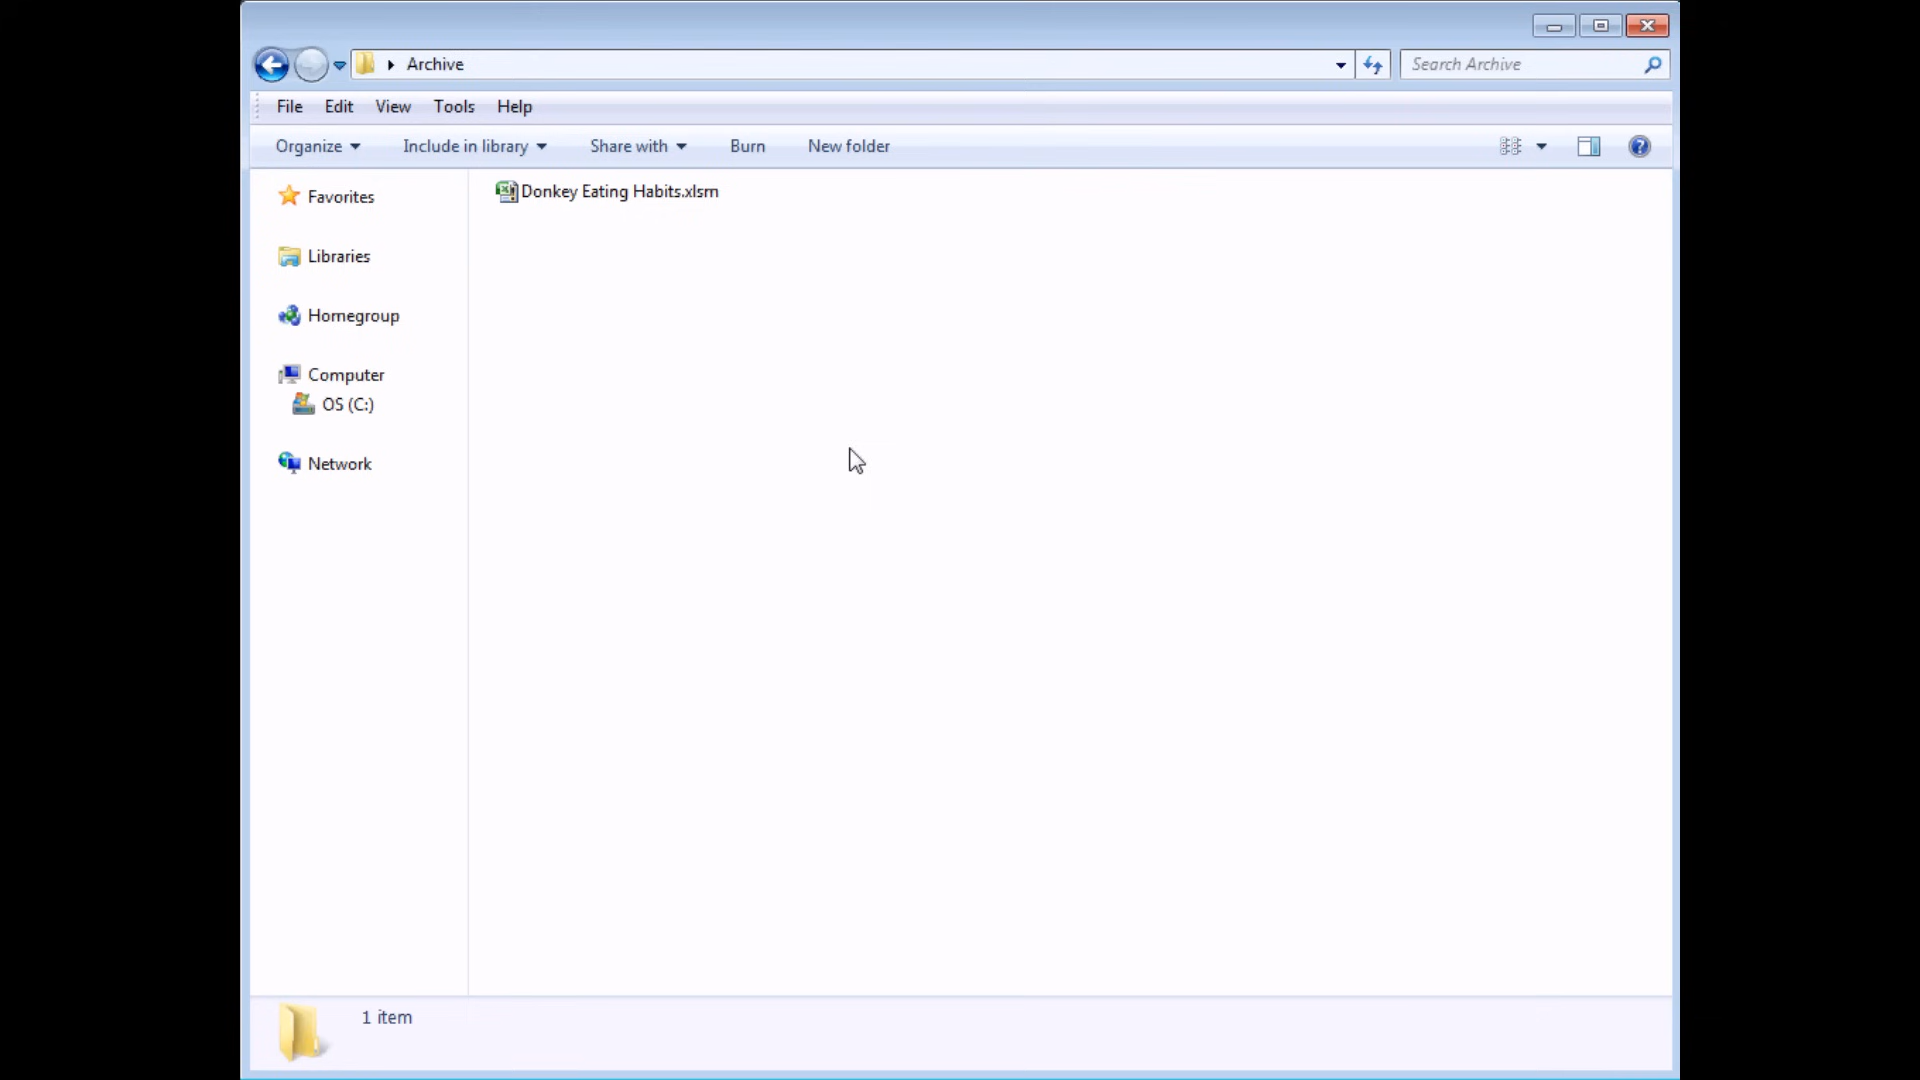 Archive
Search Archive
File Edit View Tools Help
Organize Include in library Share with Burn New folder
Favorites
Donkey Eating Habits.xlsm
Libraries
Homegroup
Computer
OS (C:)
Network
1 item